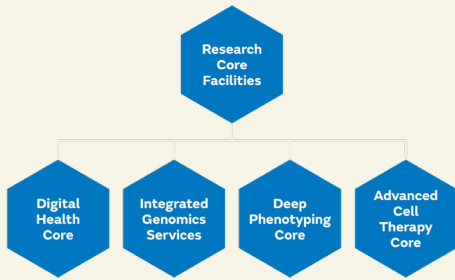 Research
Core
Facilities
Digital
Health
Core
Integrated
Genomics
Services
Deep
Phenotyping
Core
Advanced
Cell
Therapy
Core